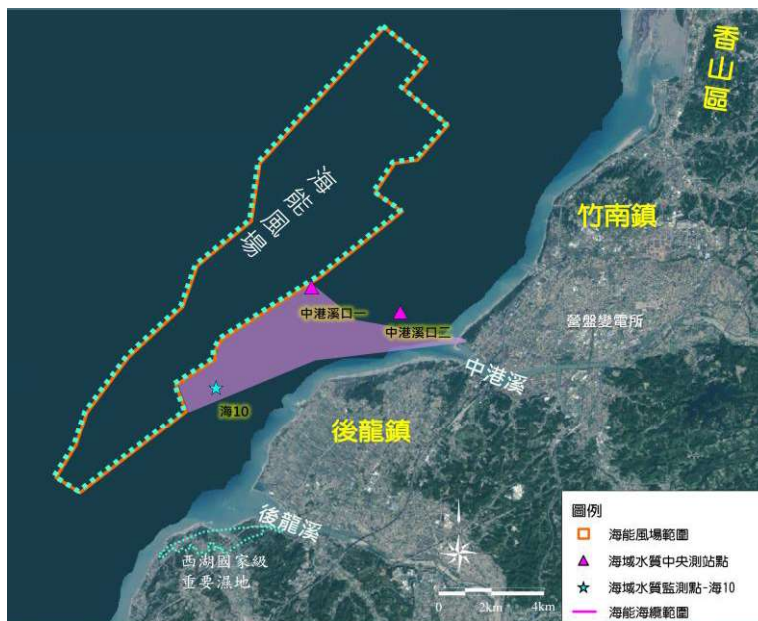 香山區
海能風場
竹南鎮
中港溪口一
中港溪口二
營盤變電所
中港溪
海10
後龍鎮
後龍溪
西湖國家級
重要濕地
0 2km 4km
圖例
海能風場範圍
海域水質中央測站點
海域水質監測點-海10
海能海纜範圍